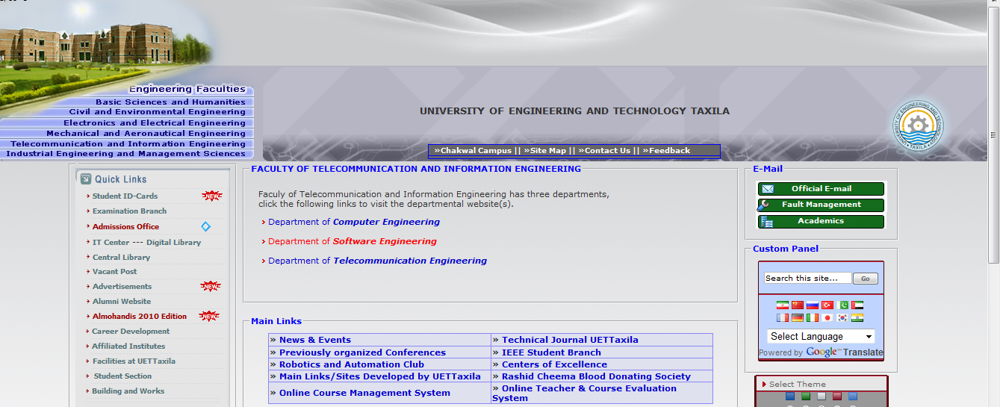 Engineering Faculties
Basic Sciences and Humanities
Civil and Environmental Engineering
Electronics and Electrical Engineering
Mechanical and Aeronautical Engineering
Telecommunication and Information Engineering
Industrial Engineering and Management Sciences
UNIVERSITY OF ENGINEERING AND TECHNOLOGY TAXILA
»Chakwal Campus || »Site Map || »Contact Us || »Feedback
UNIVERSITY OF ENGINEERING AND TECHNOLOGY
TAXILA
Quick Links
Student ID-Cards NEW
Examination Branch
Admissions Office
IT Center --- Digital Library
Central Library
Vacant Post
Advertisements NEW
Alumni Website
Almohandis 2010 Edition NEW
Career Development
Affiliated Institutes
Facilities at UETTaxila
Student Section
Building and Works
FACULTY OF TELECOMMUNICATION AND INFORMATION ENGINEERING
Faculy of Telecommunication and Information Engineering has three departments,
click the following links to visit the departmental website(s).
Department of Computer Engineering
Department of Software Engineering
Department of Telecommunication Engineering
Main Links
» News & Events
» Technical Journal UETTaxila
» Previously organized Conferences
» IEEE Student Branch
» Robotics and Automation Club
» Centers of Excellence
» Main Links/Sites Developed by UETTaxila
» Rashid Cheema Blood Donating Society
» Online Course Management System
» Online Teacher & Course Evaluation
System
E-Mail
Official E-mail
Fault Management
Academics
Custom Panel
Search this site... Go
Select Language
Powered by Google™ Translate
Select Theme